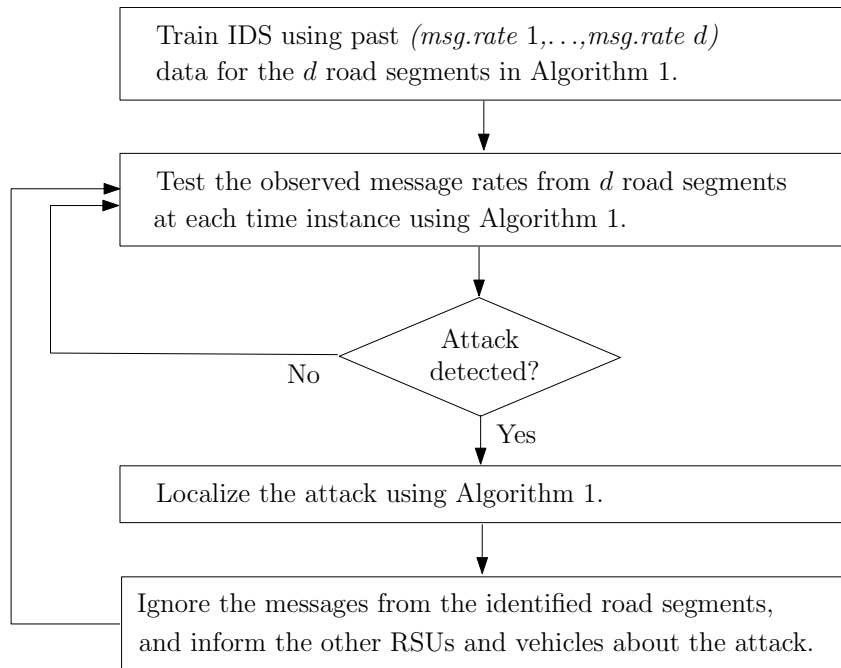 Train IDS using past (msg.rate 1,...,msg.rate d)
data for the d road segments in Algorithm 1.
Test the observed message rates from d road segments
at each time instance using Algorithm 1.
Attack
detected?
No
Yes
Localize the attack using Algorithm 1.
Ignore the messages from the identified road segments,
and inform the other RSUs and vehicles about the attack.